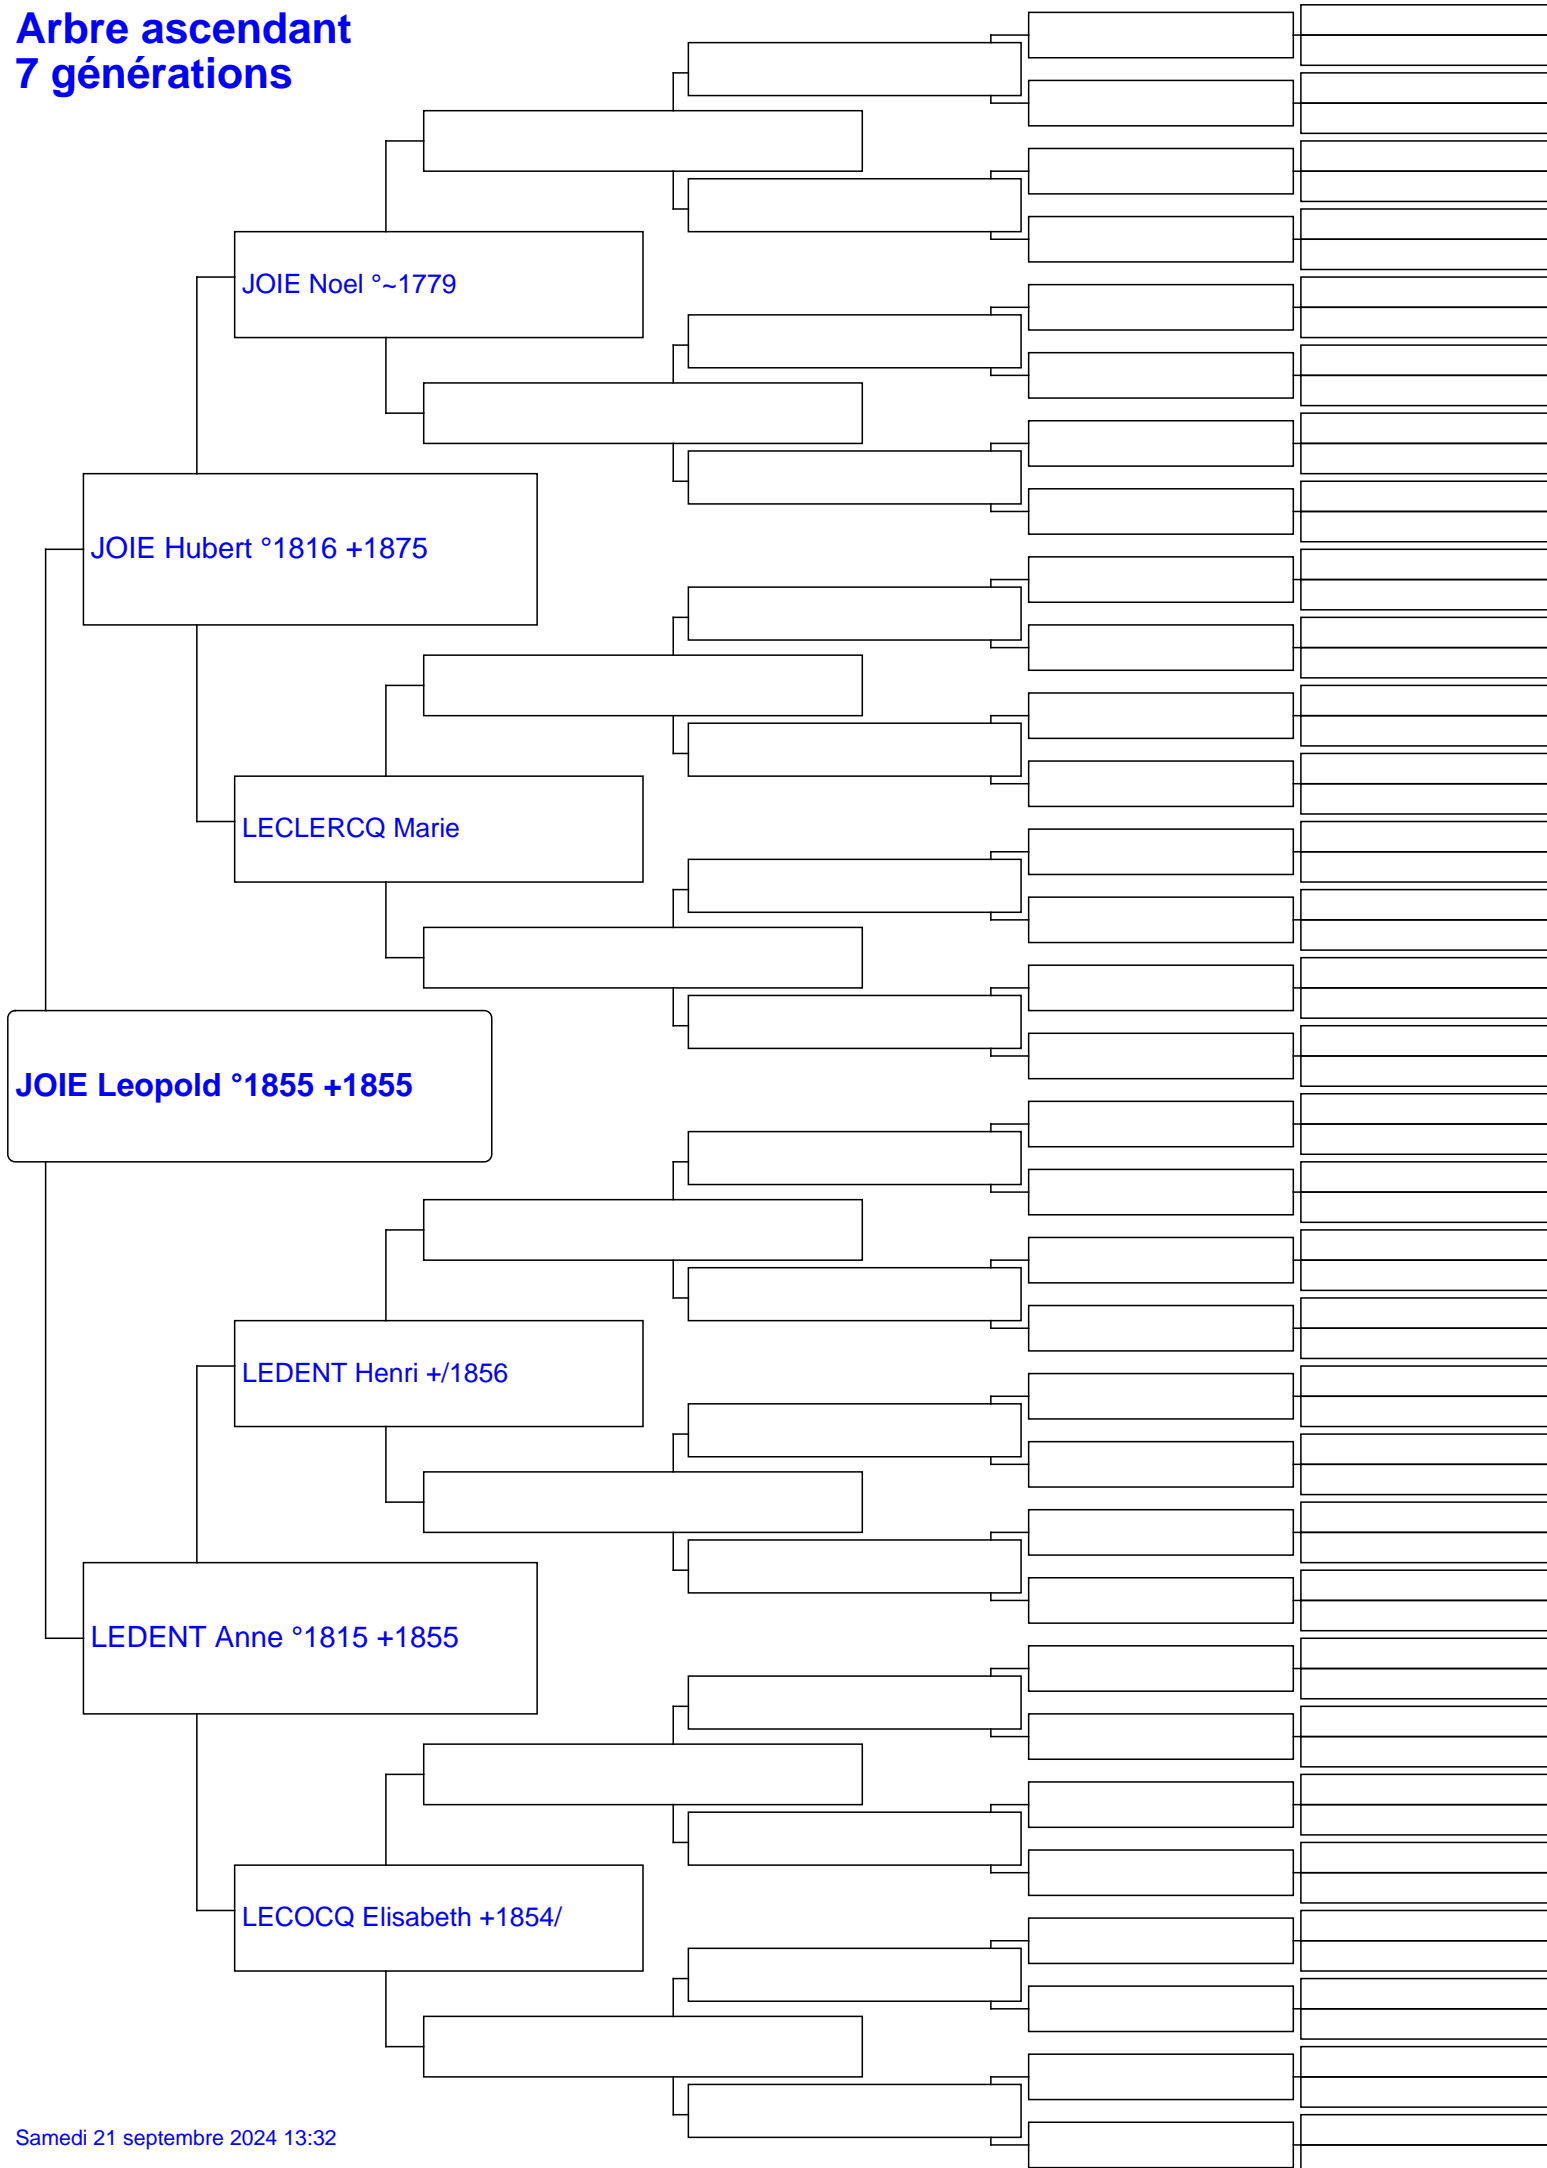 Arbre ascendant
7 générations
JOIE Noel °~1779
JOIE Hubert °1816 +1875
LECLERCQ Marie
JOIE Leopold °1855 +1855
LEDENT Henri +/1856
LEDENT Anne °1815 +1855
LECOCQ Elisabeth +1854/
Samedi 21 septembre 2024 13:32